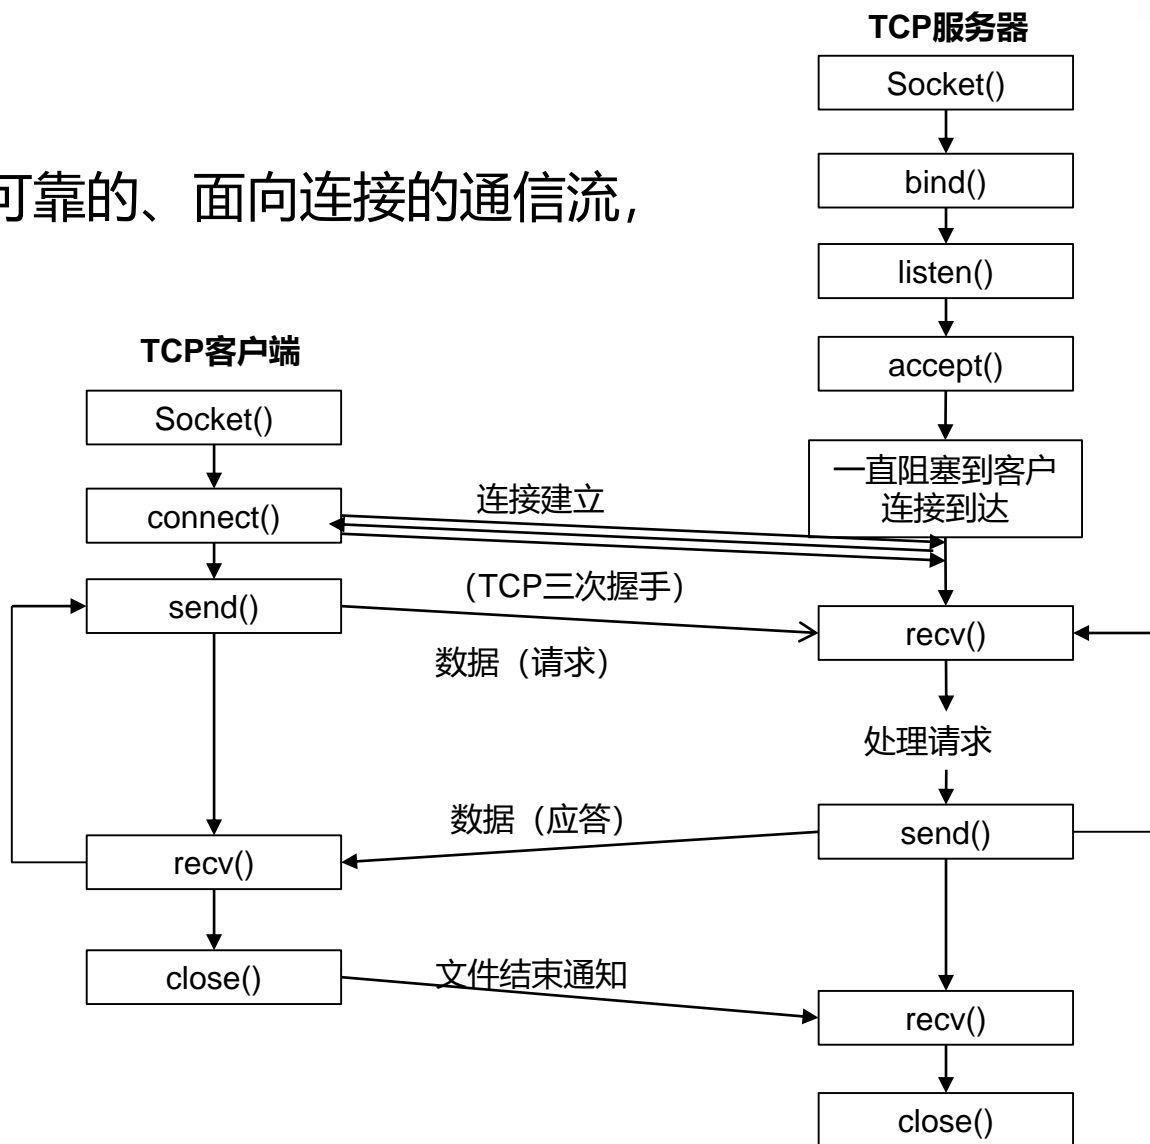 TCP服务器
Socket()
bind()
可靠的、面向连接的通信流，
listen()
TCP客户端
accept()
Socket()
一直阻塞到客户
连接到达
connect()
连接建立
（TCP三次握手）
send()
recv()
数据（请求）
处理请求
数据（应答）
send()
recv()
close()
文件结束通知
recv()
close()